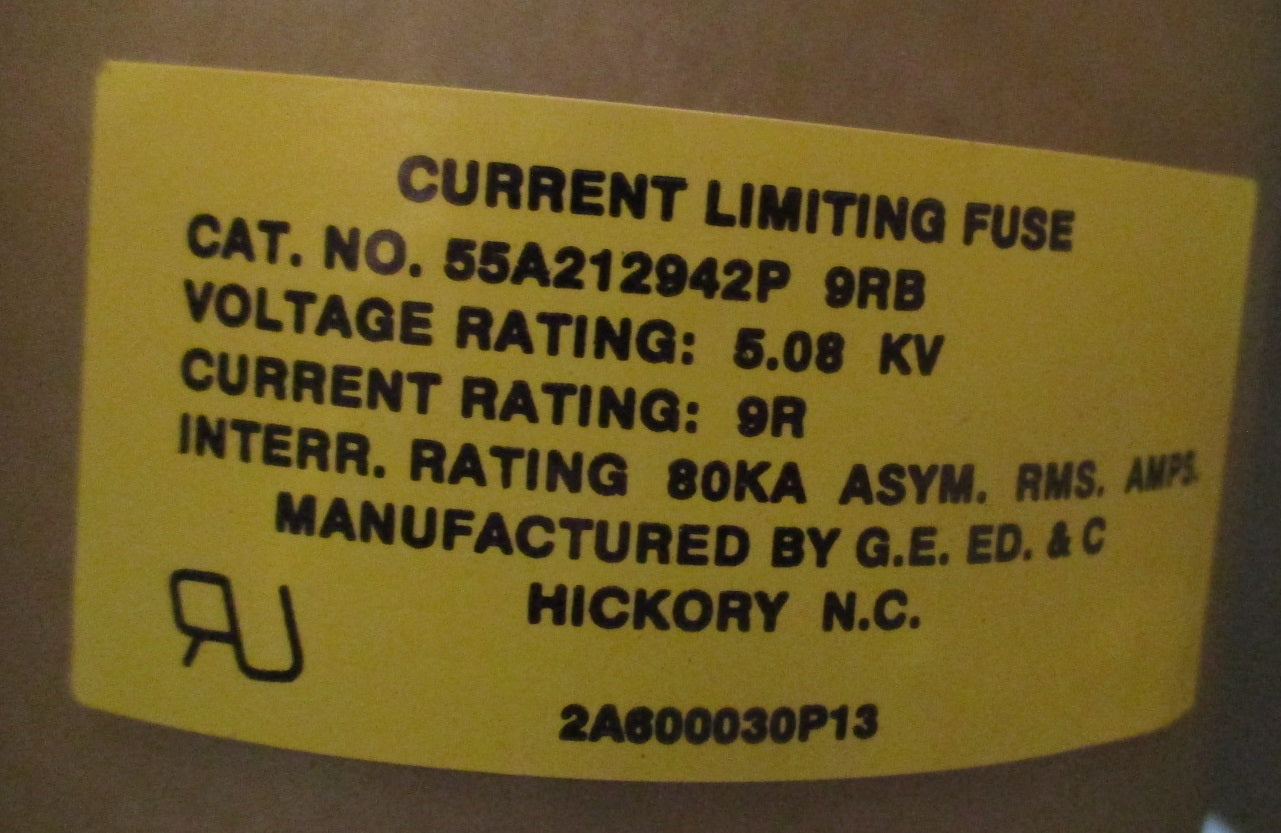 CURRENT LIMITING FUSE
CAT. NO. 55A212942P 9RB
VOLTAGE RATING: 5.08 KV
CURRENT RATING: 9R
INTERR. RATING 80KA ASYM. RMS. AMPS.
MANUFACTURED BY G.E. ED. & C
HICKORY N.C.
2A600030P13